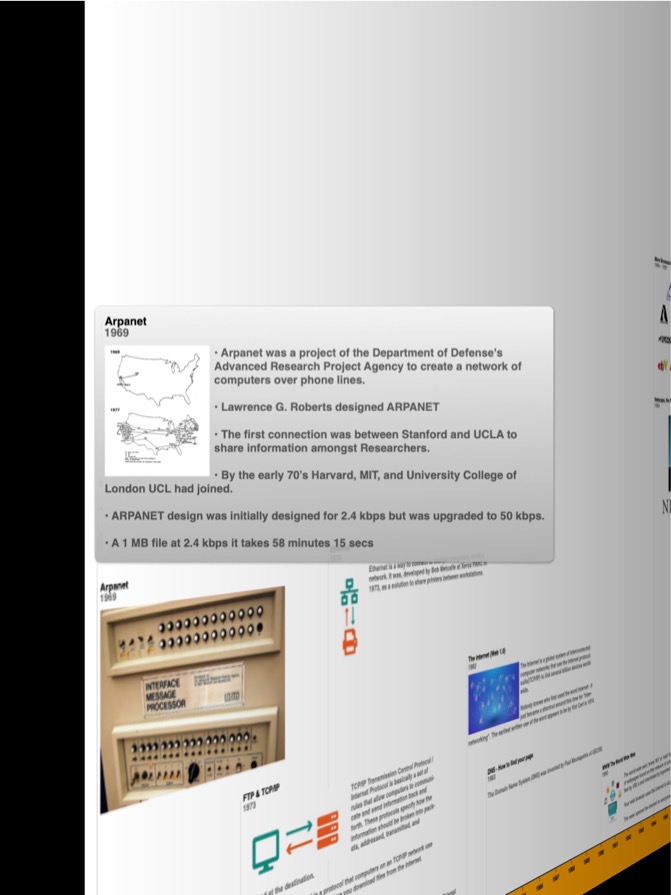 Arpanet
1969
1969
1977
· Arpanet was a project of the Department of Defense's
Advanced Research Project Agency to create a network of
computers over phone lines.
· Lawrence G. Roberts designed ARPANET
· The first connection was between Stanford and UCLA to
share information amongst Researchers.
· By the early 70's Harvard, MIT, and University College of
London UCL had joined.
· ARPANET design was initially designed for 2.4 kbps but was upgraded to 50 kbps.
· A 1 MB file at 2.4 kbps it takes 58 minutes 15 secs
Ethernet is a way to connect
network. It was, developed by Bob Metcalfe at Xerox PARC in
1973, as a solution to share printers between workstations.
Arpanet
1969
INTERFACE
MESSAGE
PROCESSOR
The Internet (Web 1.0)
1983
The Internet is a global system of interconnected
computer networks that use the Internet protocol
suite(TCP/IP) to link several billion devices world
wide.
Nobody knows who first used the word Internet- it
just became a shortcut around this time for "inter-
networking". The earliest written use of the word appears to be by Vint Cerf in 1974.
DNS - How to find your page
1983
The Domain Name System (DNS) was invented by Paul Mockapetris of
FTP & TCP/IP
1973
TCP/IP Transmission Control Protocol /
Internet Protocol is basically a set of
rules that allow computers to communi-
cate and send information back and
forth. These protocols specify how the
information should be broken into pack-
ets, addressed, transmitted, and
at the destination.
is a protocol that computers on an TCP/IP network use
you download files from the Internet.
WWW The World Wide Web
ebY